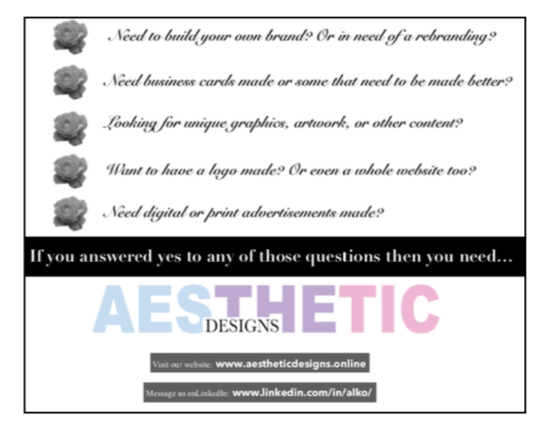 Need to build your own brand? Or in need of a rebranding?
Need business cards made or some that need to be made better?
Looking for unique graphics, artwork, or other content?
Want to have a logo made? Or even a whole website too?
Need digital or print advertisements made?
If you answered yes to any of those questions then you need...
AESTHETIC
DESIGNS
Visit our website: www.aestheticdesigns.online
Message us onLinkedIn: www.linkedin.com/in/alko/